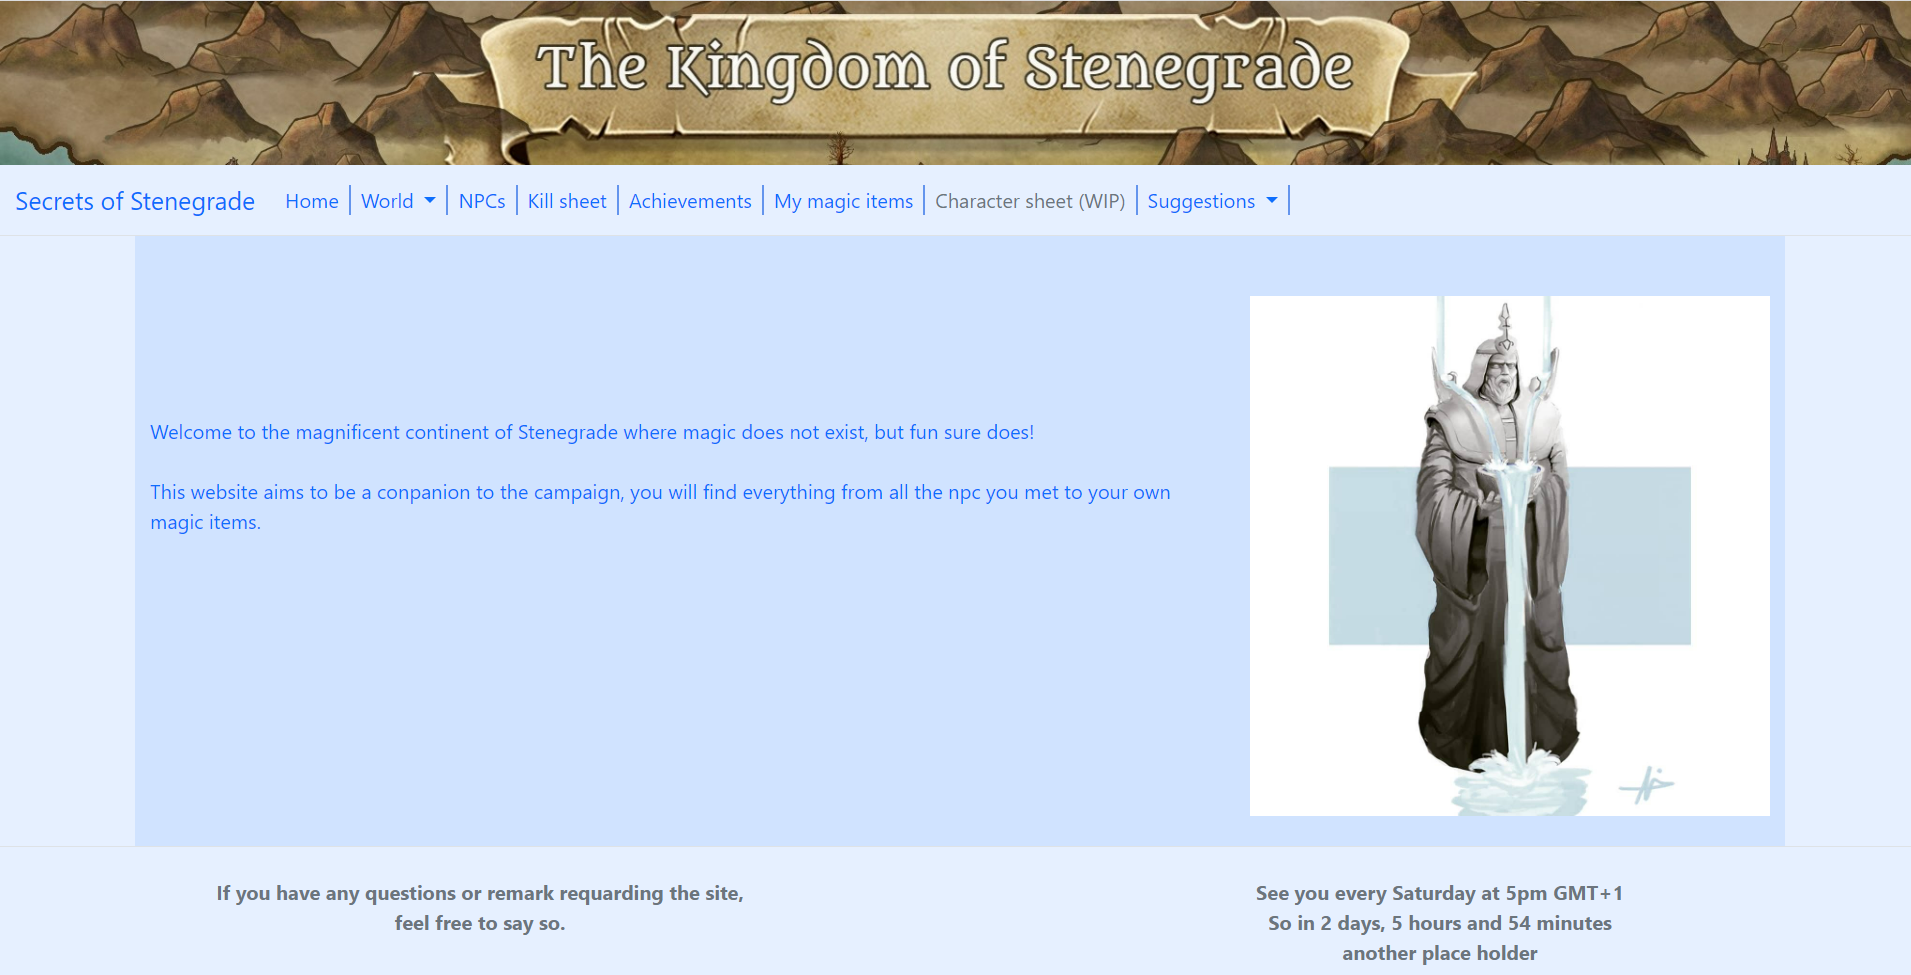 The Kingdom of Stenegrade
Secrets of Stenegrade Home World NPCs Kill sheet Achievements My magic items Character sheet (WIP) Suggestions
Welcome to the magnificent continent of Stenegrade where magic does not exist, but fun sure does!
This website aims to be a conpanion to the campaign, you will find everything from all the npc you met to your own
magic items.
If you have any questions or remark requarding the site,
feel free to say so.
See you every Saturday at 5pm GMT+1
So in 2 days, 5 hours and 54 minutes
another place holder